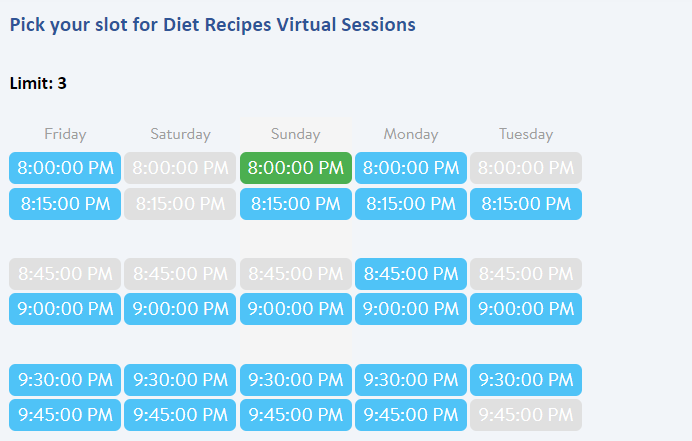 Pick your slot for Diet Recipes Virtual Sessions
Limit: 3
Friday Saturday Sunday Monday Tuesday
8:00:00 PM 8:00:00 PM 8:00:00 PM 8:00:00 PM 8:00:00 PM
8:15:00 PM 8:15:00 PM 8:15:00 PM 8:15:00 PM 8:15:00 PM
8:45:00 PM 8:45:00 PM 8:45:00 PM 8:45:00 PM 8:45:00 PM
9:00:00 PM 9:00:00 PM 9:00:00 PM 9:00:00 PM 9:00:00 PM
9:30:00 PM 9:30:00 PM 9:30:00 PM 9:30:00 PM 9:30:00 PM
9:45:00 PM 9:45:00 PM 9:45:00 PM 9:45:00 PM 9:45:00 PM